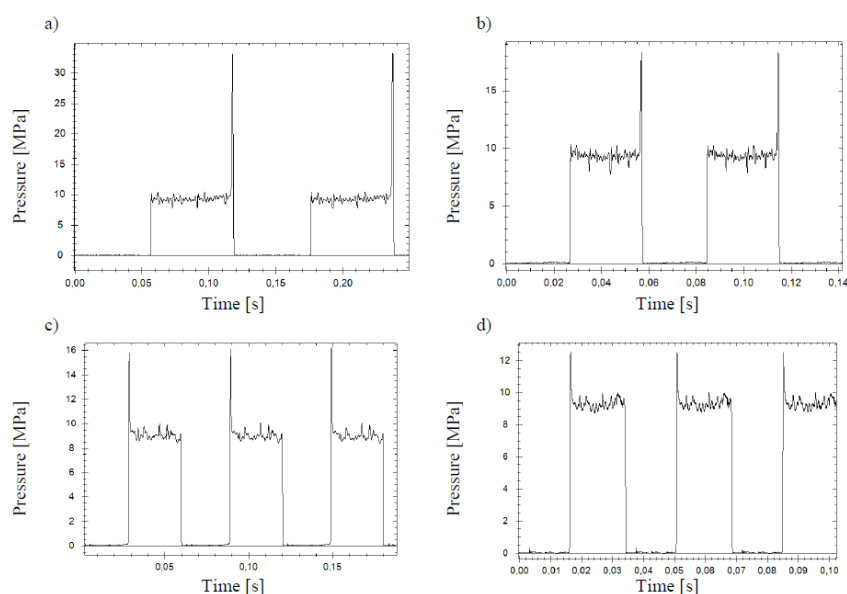 a)
Pressure [MPa]
30
25
20
15
10
5
0
0,00 0,05 0,10 0,15 0,20
Time [s]
b)
Pressure [MPa]
15
10
5
0
0,00 0,02 0,04 0,06 0,08 0,10 0,12 0,14
Time [s]
c)
Pressure [MPa]
16
14
12
10
8
6
4
2
0
0,05 0,10 0,15
Time [s]
d)
Pressure [MPa]
12
10
8
6
4
2
0
0,00 0,01 0,02 0,03 0,04 0,05 0,06 0,07 0,08 0,09 0,10
Time [s]